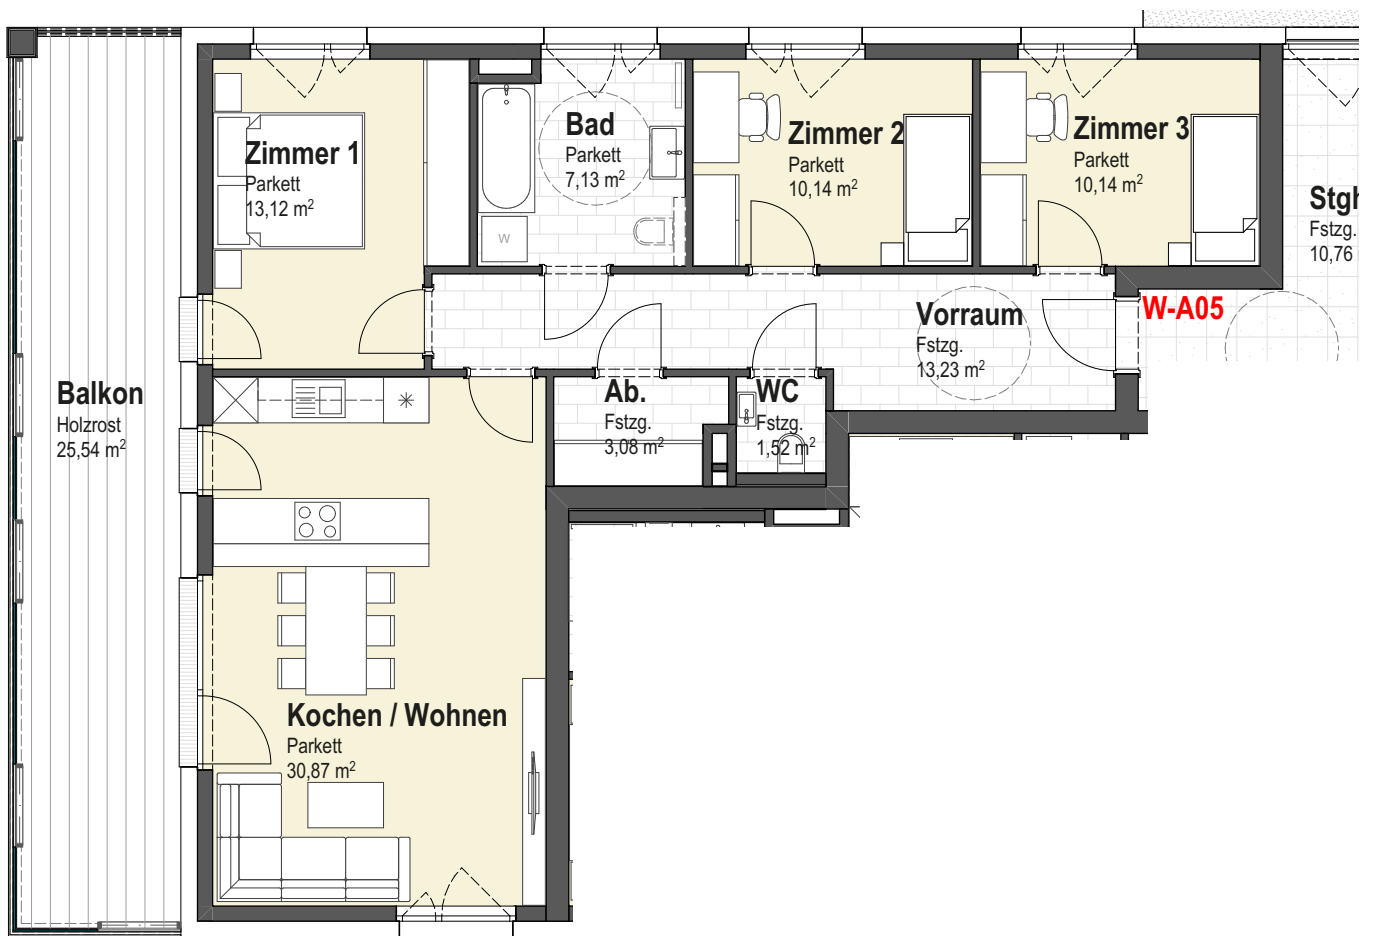 Zimmer 1
Parkett
13,12 m²
Bad
Parkett
7,13 m²
W
Zimmer 2
Parkett
10,14 m²
Zimmer 3
Parkett
10,14 m²
Stgh
Fstzg.
10,76
W-A05
Vorraum
Fstzg.
13,23 m²
Balkon
Holzrost
25,54 m²
Ab.
Fstzg.
3,08 m²
WC
Fstzg.
1,52 m²
Kochen / Wohnen
Parkett
30,87 m²